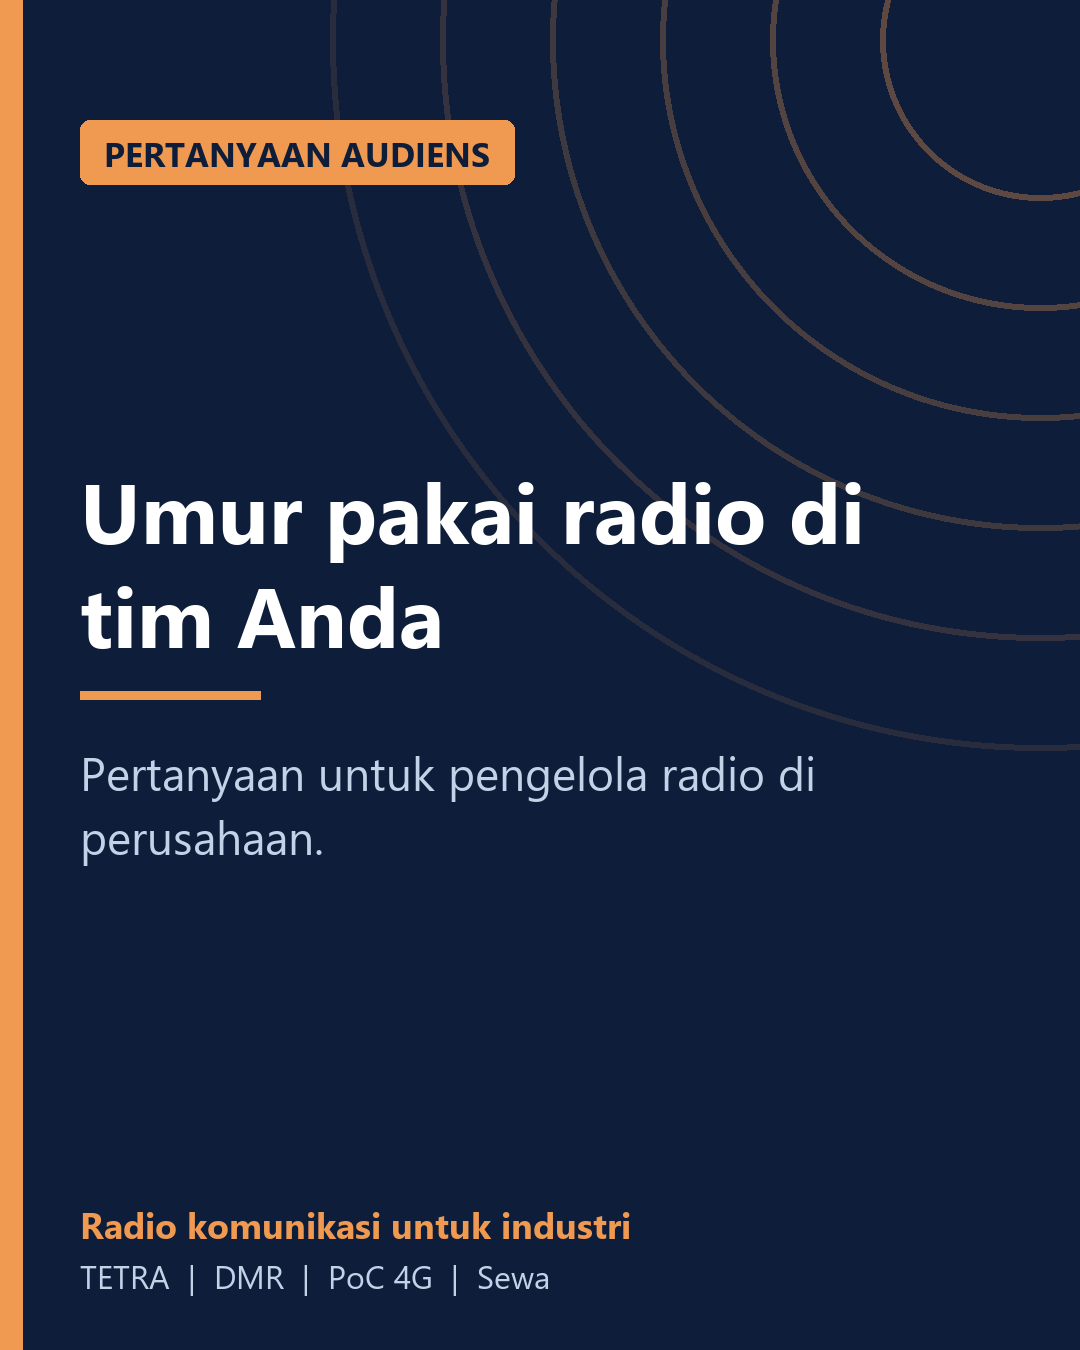 PERTANYAAN AUDIENS
Umur pakai radio di
tim Anda
Pertanyaan untuk pengelola radio di
perusahaan.
Radio komunikasi untuk industri
TETRA | DMR | PoC 4G | Sewa